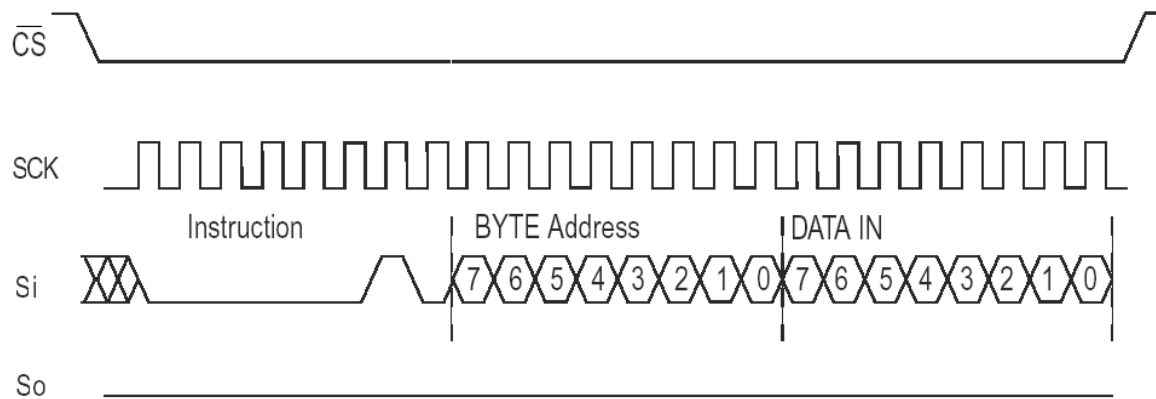 C̅S̅
SCK
Instruction BYTE Address DATA IN
Si 7 6 5 4 3 2 1 0 7 6 5 4 3 2 1 0
So